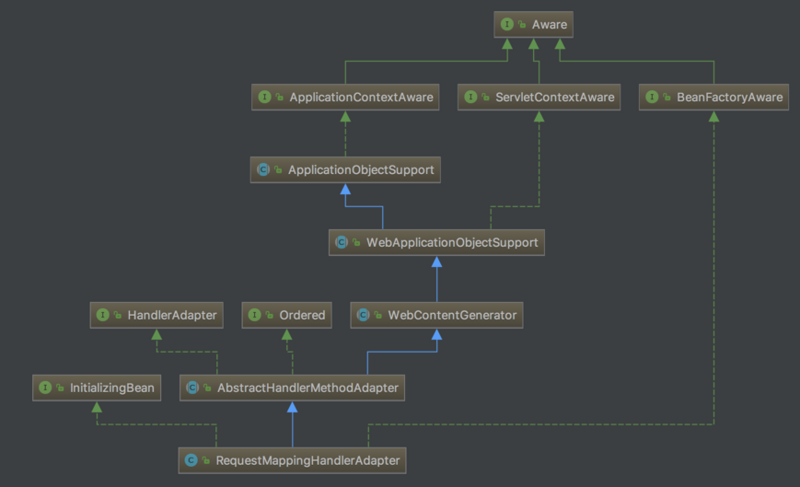 Aware
ApplicationContextAware
ServletContextAware
BeanFactoryAware
ApplicationObjectSupport
WebApplicationObjectSupport
HandlerAdapter
Ordered
WebContentGenerator
InitializingBean
AbstractHandlerMethodAdapter
RequestMappingHandlerAdapter